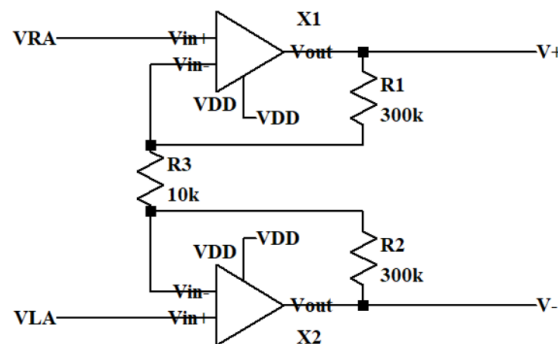 X1
VRA Vin+ Vout V+
Vin-
VDD VDD
R1
300k
R3
10k
VDD VDD
R2
300k
Vin-
VLA Vin+ Vout V-
X2